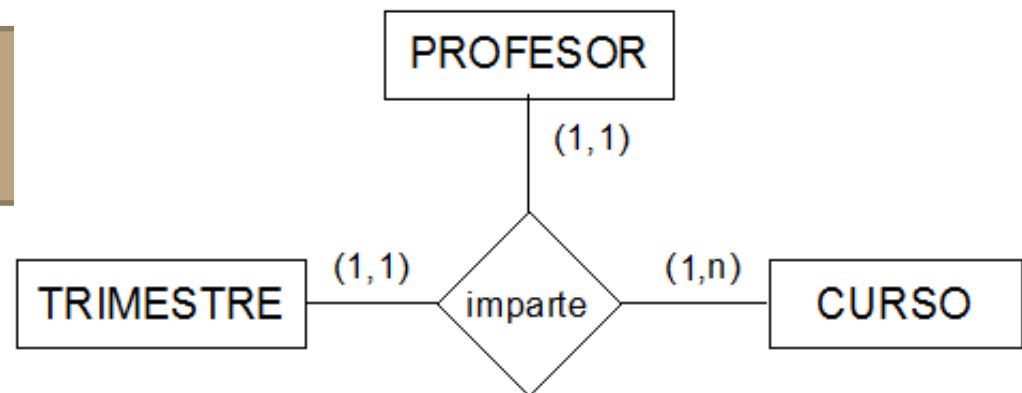 PROFESOR
(1,1)
(1,1)
(1,n)
TRIMESTRE
imparte
CURSO